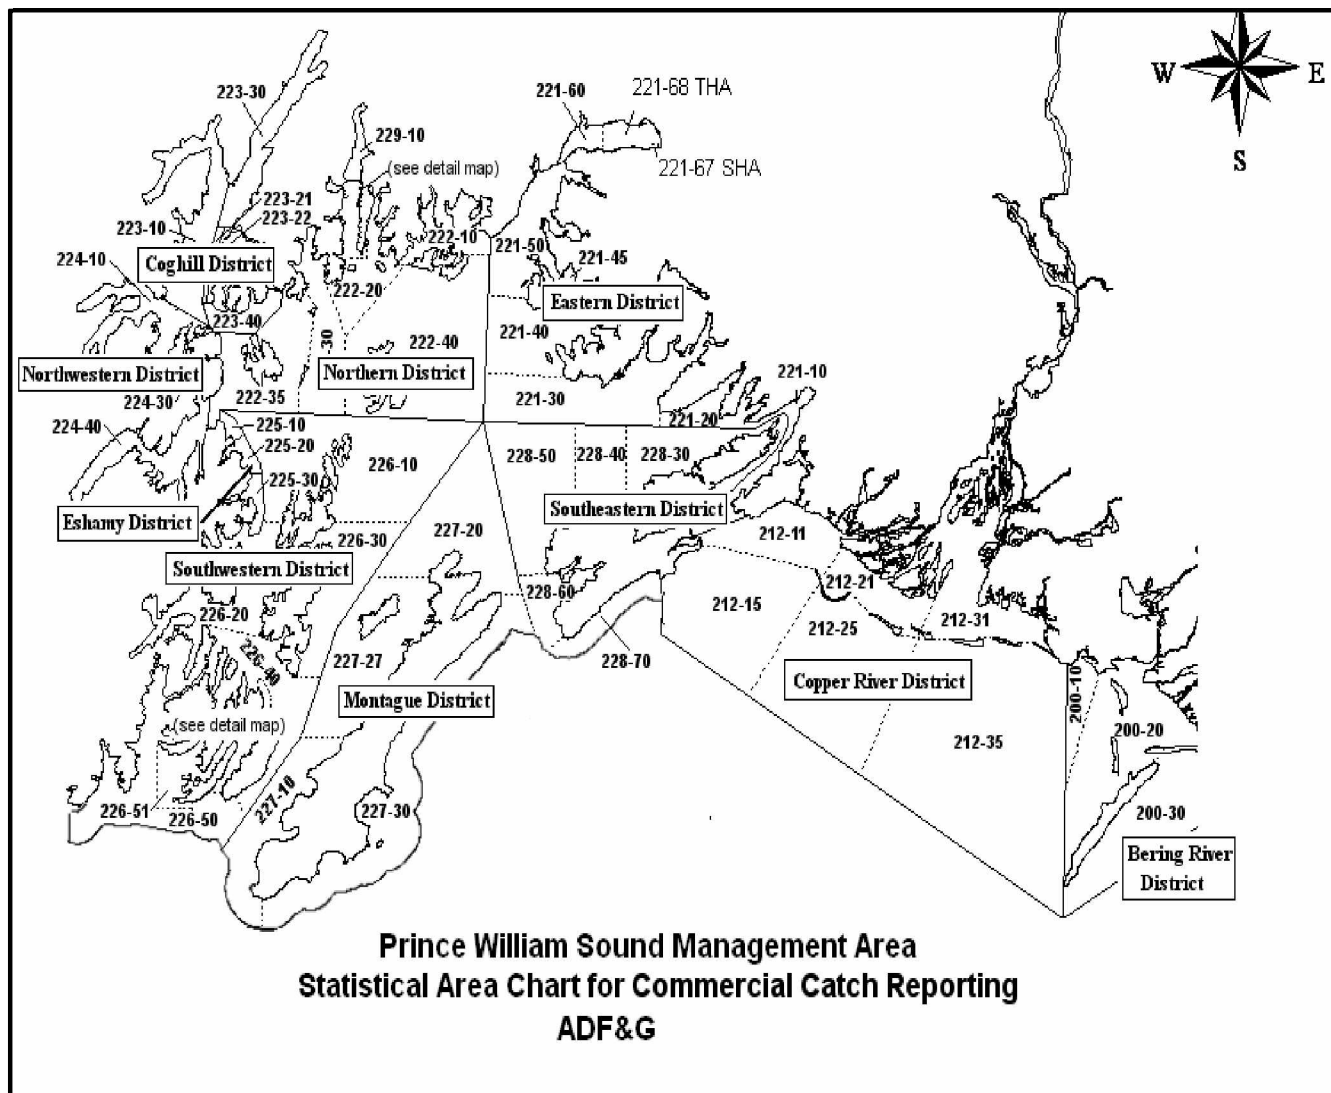 223-30
221-60
221-68 THA
W
E
S
229-10
(see detail map)
221-67 SHA
223-21
223-22
223-10
222-10
221-50
Coghill District
224-10
221-45
222-20
Eastern District
223-40
30
222-40
221-40
Northwestern District
Northern District
221-10
222-35
221-30
224-30
221-20
224-40
225-10
225-20
226-10
228-50
228-40
228-30
225-30
Eshamy District
Southeastern District
226-30
227-20
212-11
Southwestern District
212-21
228-60
212-15
226-20
212-31
212-25
226-40
227-27
228-70
Copper River District
200-10
Montague District
(see detail map)
200-20
212-35
227-10
226-51
226-50
227-30
200-30
Bering River
District
Prince William Sound Management Area
Statistical Area Chart for Commercial Catch Reporting
ADF&G